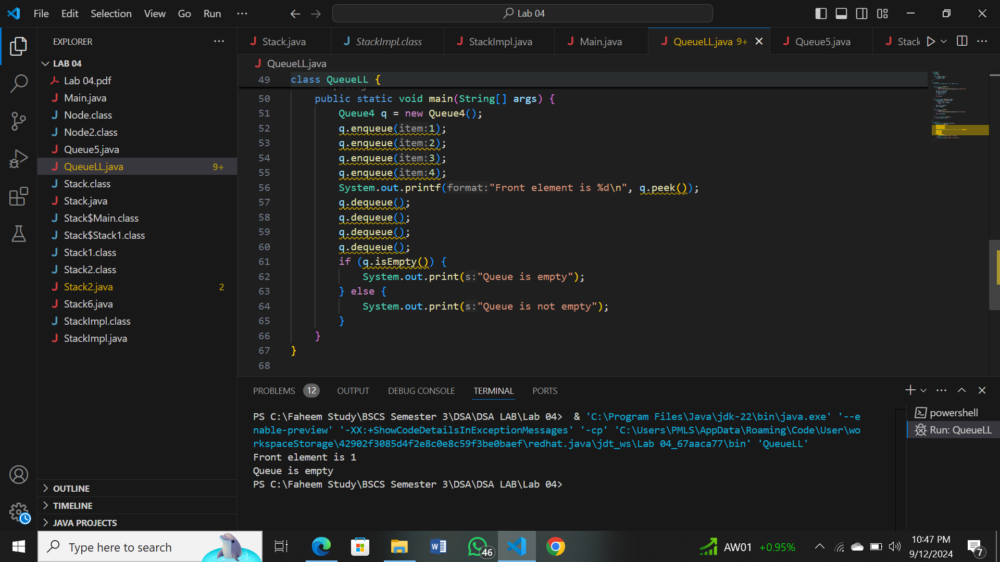 File Edit Selection View Go Run ···
Lab 04
EXPLORER
LAB 04
Lab 04.pdf
Main.java
Node.class
Node2.class
Queue5.java
QueueLL.java 9+
Stack.class
Stack.java
Stack$Main.class
Stack$Stack1.class
Stack1.class
Stack2.class
Stack2.java 2
Stack6.java
StackImpl.class
StackImpl.java
OUTLINE
TIMELINE
JAVA PROJECTS
Stack.java StackImpl.class StackImpl.java Main.java QueueLL.java 9+ Queue5.java Stack
QueueLL.java
49 class QueueLL {
50 public static void main(String[] args) {
51 Queue4 q = new Queue4();
52 q.enqueue(item:1);
53 q.enqueue(item:2);
54 q.enqueue(item:3);
55 q.enqueue(item:4);
56 System.out.printf(format:"Front element is %d\n", q.peek());
57 q.dequeue();
58 q.dequeue();
59 q.dequeue();
60 q.dequeue();
61 if (q.isEmpty()) {
62 System.out.print(s:"Queue is empty");
63 } else {
64 System.out.print(s:"Queue is not empty");
65 }
66 }
67 }
68
PROBLEMS 12 OUTPUT DEBUG CONSOLE TERMINAL PORTS
PS C:\Faheem Study\BSCS Semester 3\DSA\DSA LAB\Lab 04> & 'C:\Program Files\Java\jdk-22\bin\java.exe' '--e
nable-preview' '-XX:+ShowCodeDetailsInExceptionMessages' '-cp' 'C:\Users\PMLS\AppData\Roaming\Code\User\wo
rkspaceStorage\42902f3085d4f2e8c0e8c59f3be0baef\redhat.java\jdt_ws\Lab 04_67aaca77\bin' 'QueueLL'
Front element is 1
Queue is empty
PS C:\Faheem Study\BSCS Semester 3\DSA\DSA LAB\Lab 04>
powershell
Run: QueueLL
Type here to search
46
AW01 +0.95%
10:47 PM
9/12/2024
7